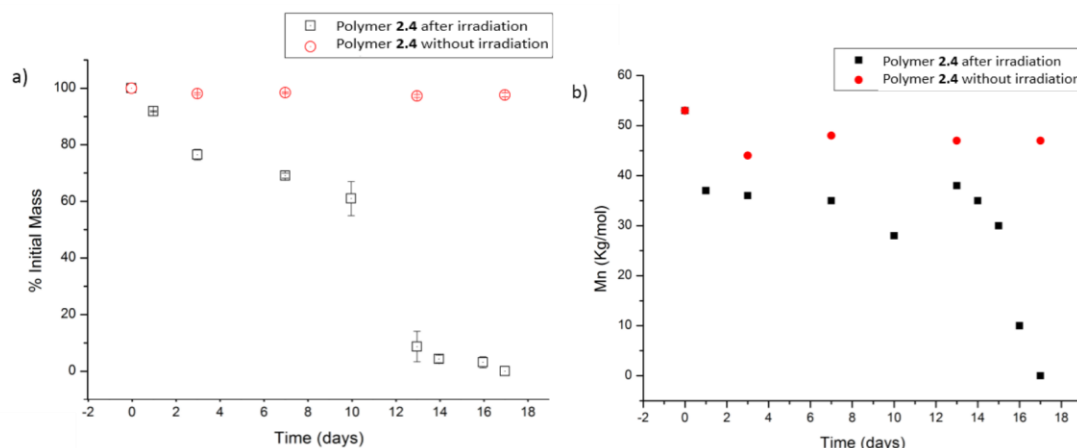 a)
Polymer 2.4 after irradiation
Polymer 2.4 without irradiation
100
80
60
40
20
0
% Initial Mass
-2 0 2 4 6 8 10 12 14 16 18
Time (days)
b)
Polymer 2.4 after irradiation
Polymer 2.4 without irradiation
60
50
40
30
20
10
0
Mn (Kg/mol)
-2 0 2 4 6 8 10 12 14 16 18
Time (days)